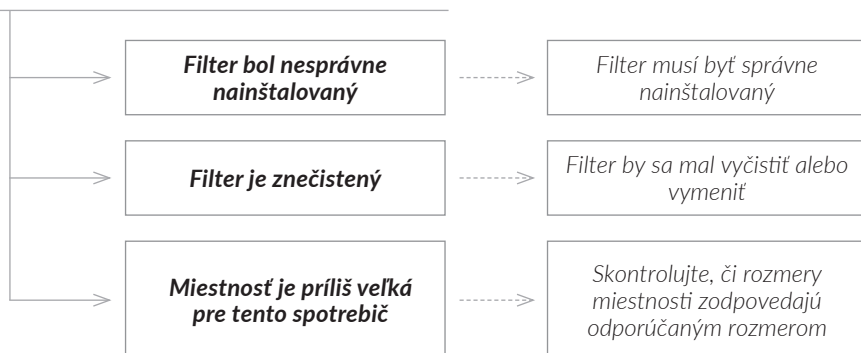 Filter bol nesprávne
nainštalovaný
Filter musí byť správne
nainštalovaný
Filter je znečistený
Filter by sa mal vyčistiť alebo
vymeniť
Miestnosť je príliš veľká
pre tento spotrebič
Skontrolujte, či rozmery
miestnosti zodpovedajú
odporúčaným rozmerom